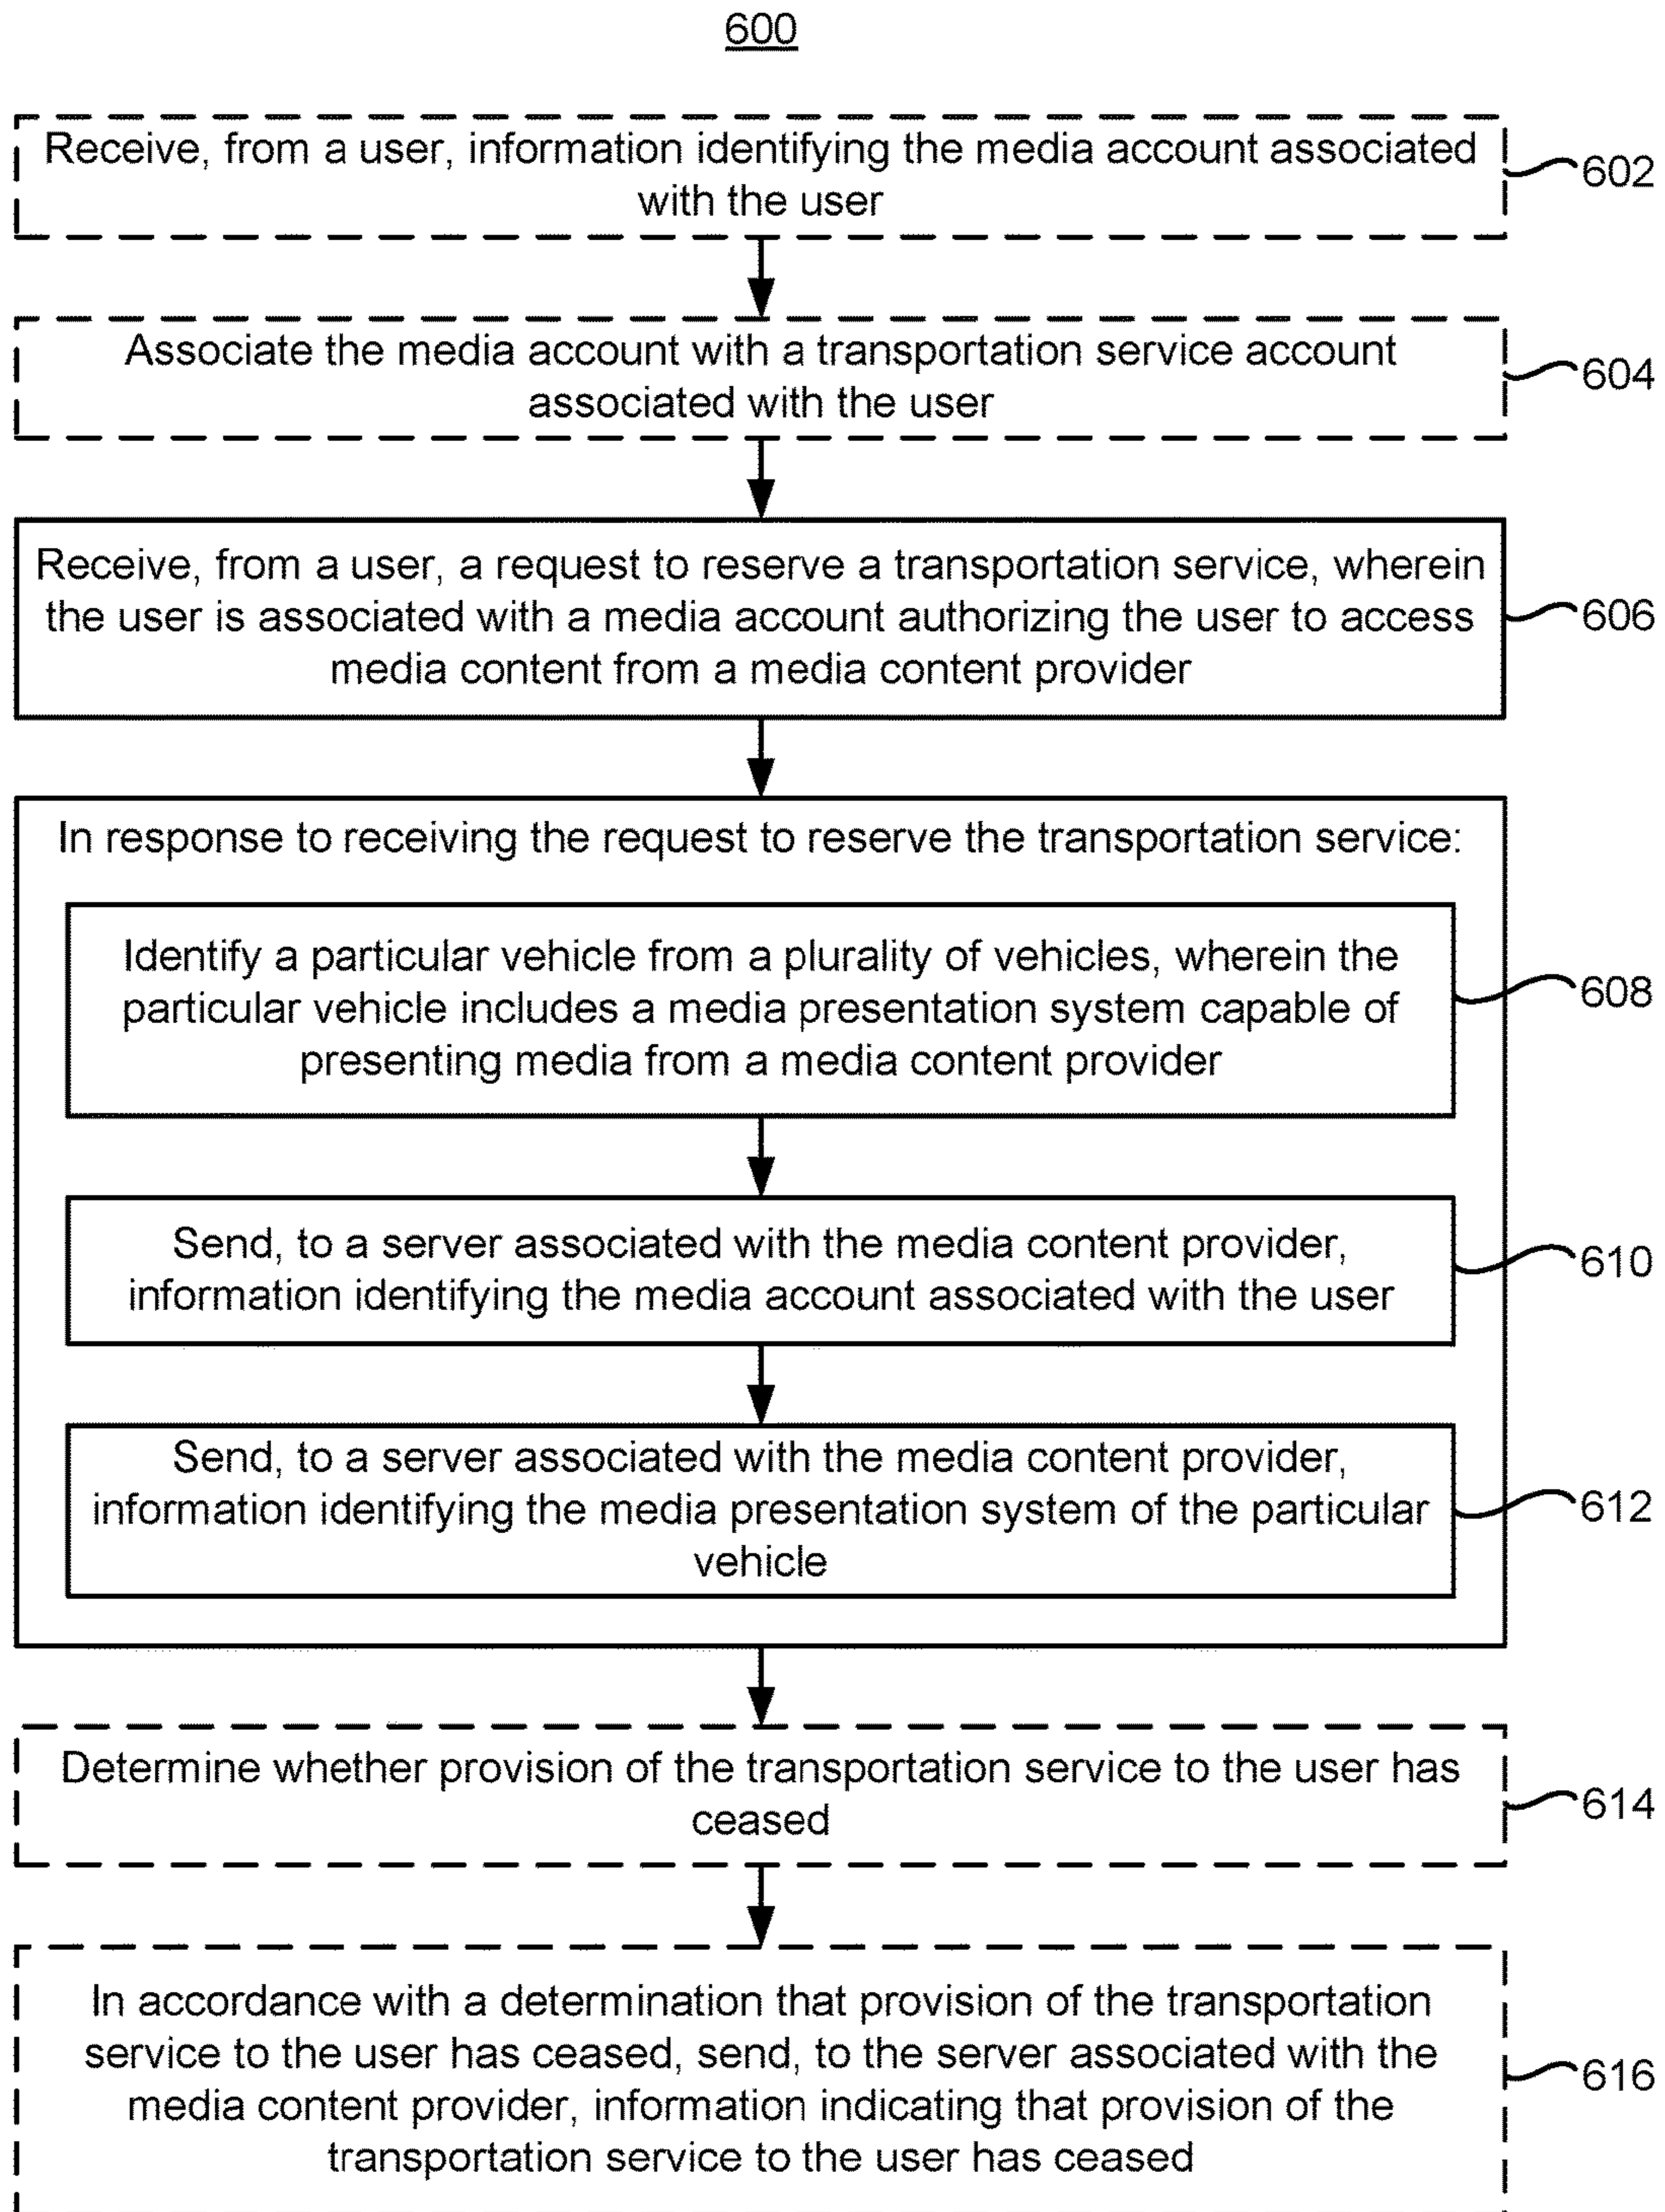 600
Receive, from a user, information identifying the media account associated
with the user
602
Associate the media account with a transportation service account
associated with the user
604
Receive, from a user, a request to reserve a transportation service, wherein
the user is associated with a media account authorizing the user to access
media content from a media content provider
606
In response to receiving the request to reserve the transportation service:
Identify a particular vehicle from a plurality of vehicles, wherein the
particular vehicle includes a media presentation system capable of
presenting media from a media content provider
608
Send, to a server associated with the media content provider,
information identifying the media account associated with the user
610
Send, to a server associated with the media content provider,
information identifying the media presentation system of the particular
vehicle
612
Determine whether provision of the transportation service to the user has
ceased
614
In accordance with a determination that provision of the transportation
service to the user has ceased, send, to the server associated with the
media content provider, information indicating that provision of the
transportation service to the user has ceased
616